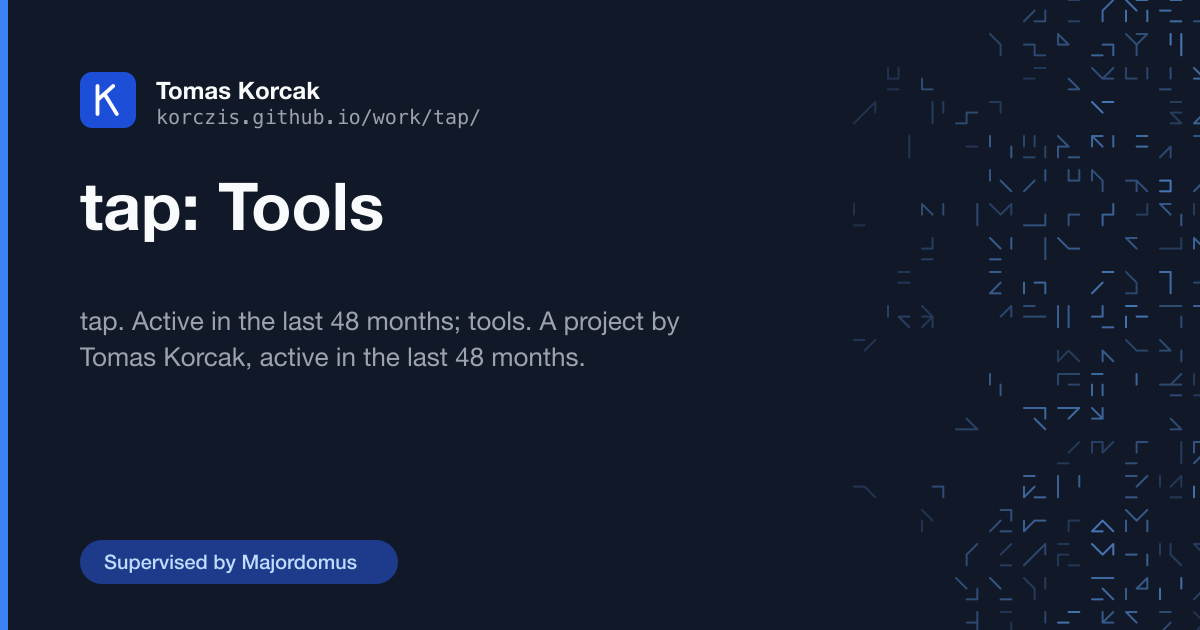 K
Tomas Korcak
korczis.github.io/work/tap/
tap: Tools
tap. Active in the last 48 months; tools. A project by
Tomas Korcak, active in the last 48 months.
Supervised by Majordomus